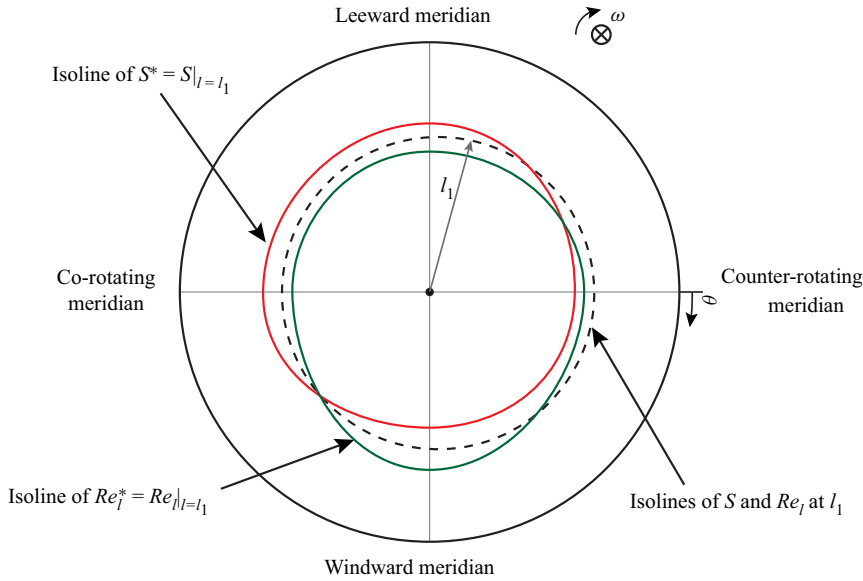 Leeward meridian
ω
Isoline of S* = S|l = l1
l1
Co-rotating
meridian
Counter-rotating
meridian
θ
Isoline of Rel* = Rel|l=l1
Isolines of S and Rel at l1
Windward meridian